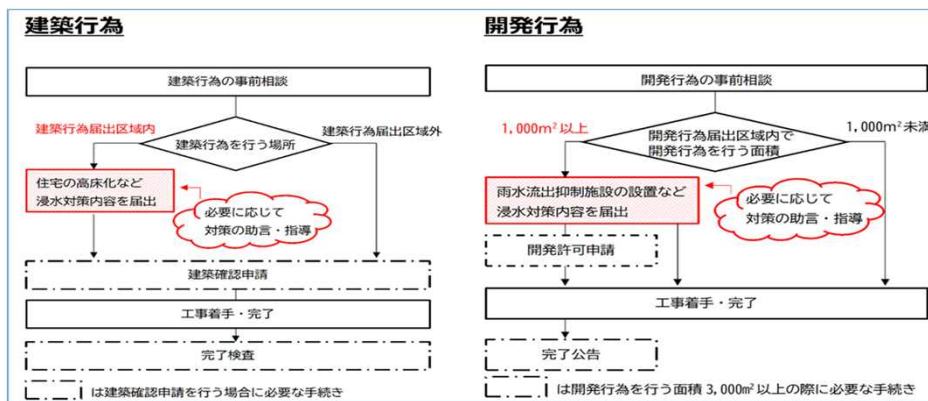 建築行為
建築行為の事前相談
建築行為届出区域内
建築行為届出区域外
建築行為を行う場所
住宅の高床化など
浸水対策内容を届出
必要に応じて
対策の助言・指導
建築確認申請
工事着手・完了
完了検査
は建築確認申請を行う場合に必要な手続き
開発行為
開発行為の事前相談
1,000m²以上
1,000m²未満
開発行為届出区域内で
開発行為を行う面積
雨水流出抑制施設の設置など
浸水対策内容を届出
必要に応じて
対策の助言・指導
開発許可申請
工事着手・完了
完了公告
は開発行為を行う面積 3,000m²以上の際に必要な手続き